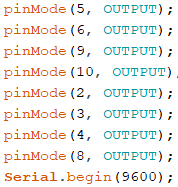 pinMode(5, OUTPUT);
pinMode(6, OUTPUT);
pinMode(9, OUTPUT);
pinMode(10, OUTPUT),
pinMode(2, OUTPUT);
pinMode(3, OUTPUT);
pinMode(4, OUTPUT);
pinMode(8, OUTPUT);
Serial.begin(9600);